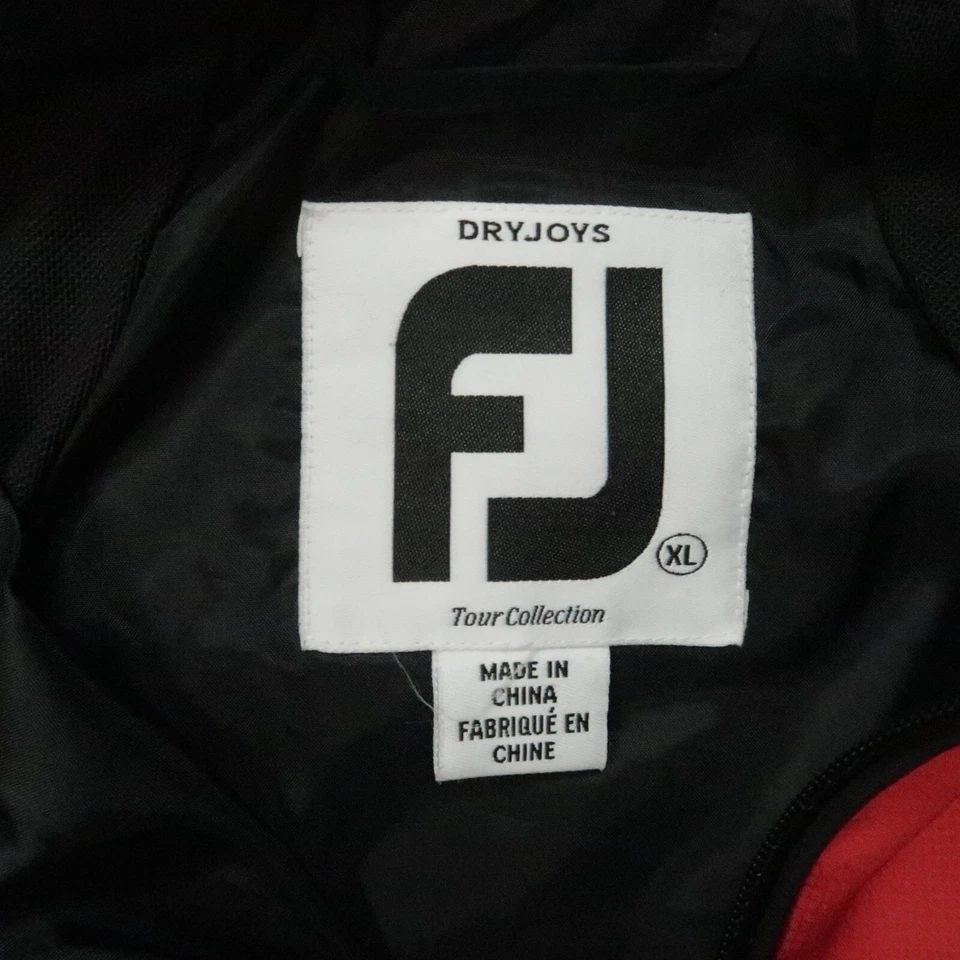 DRYJOYS
FJ
XL
Tour Collection
MADE IN
CHINA
FABRIQUÉ EN
CHINE